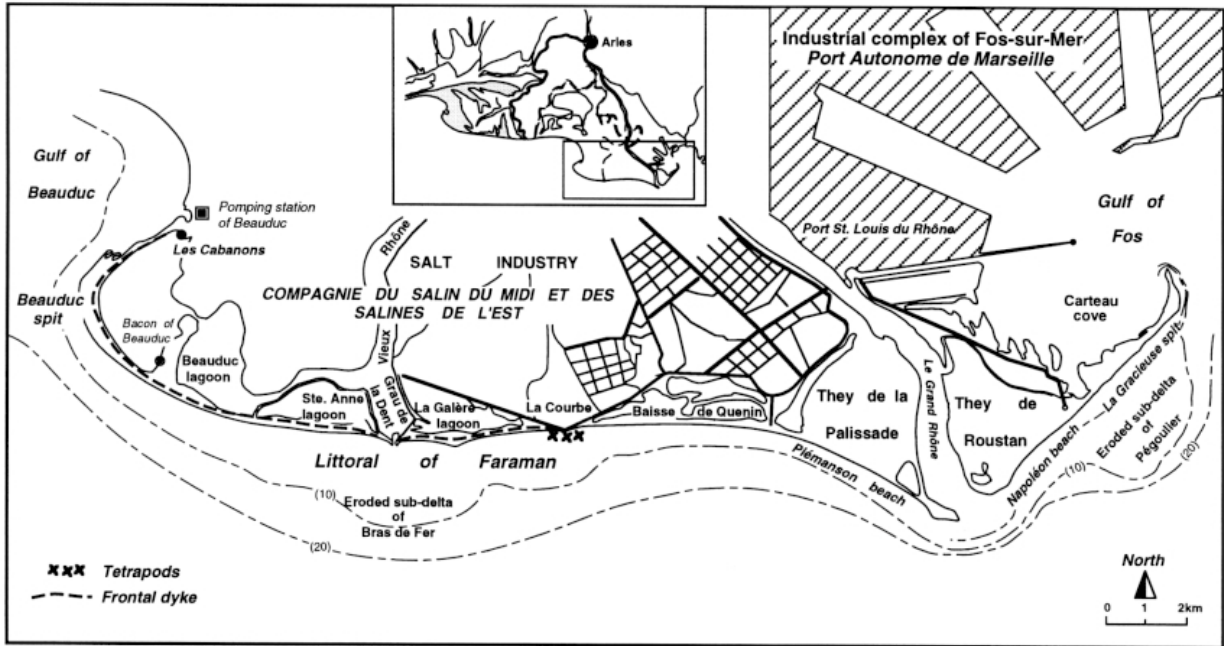 Arles
Industrial complex of Fos-sur-Mer
Port Autonome de Marseille
Gulf of
Beauduc
Pomping station
of Beauduc
Les Cabanons
Beauduc
spit
Bacon of
Beauduc
Beauduc
lagoon
Rhône
Vieux
SALT INDUSTRY
COMPAGNIE DU SALIN DU MIDI ET DES
SALINES DE L'EST
Ste. Anne
lagoon
Grau de
la Dent
La Galère
lagoon
La Courbe
Baisse de Quenin
Port St. Louis du Rhône
Gulf of
Fos
Carteau
cove
They de la
Palissade
Le Grand Rhône
They de
Roustan
Plémanson beach
Napoléon beach
La Gracieuse spit
Eroded sub-delta
of
Pégoulier
(10)
(20)
Littoral of Faraman
(10)
Eroded sub-delta
of
Bras de Fer
(20)
Tetrapods
Frontal dyke
North
0 1 2km